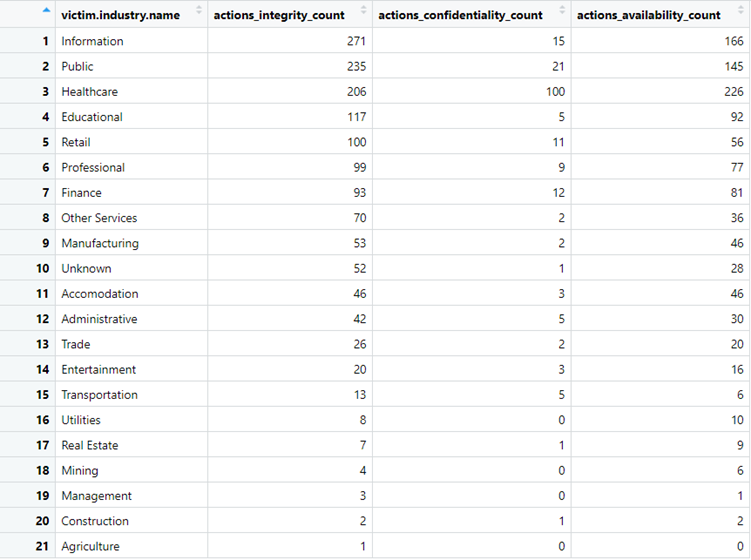 victim.industry.name actions_integrity_count actions_confidentiality_count actions_availability_count
1 Information 271 15 166
2 Public 235 21 145
3 Healthcare 206 100 226
4 Educational 117 5 92
5 Retail 100 11 56
6 Professional 99 9 77
7 Finance 93 12 81
8 Other Services 70 2 36
9 Manufacturing 53 2 46
10 Unknown 52 1 28
11 Accomodation 46 3 46
12 Administrative 42 5 30
13 Trade 26 2 20
14 Entertainment 20 3 16
15 Transportation 13 5 6
16 Utilities 8 0 10
17 Real Estate 7 1 9
18 Mining 4 0 6
19 Management 3 0 1
20 Construction 2 1 2
21 Agriculture 1 0 0